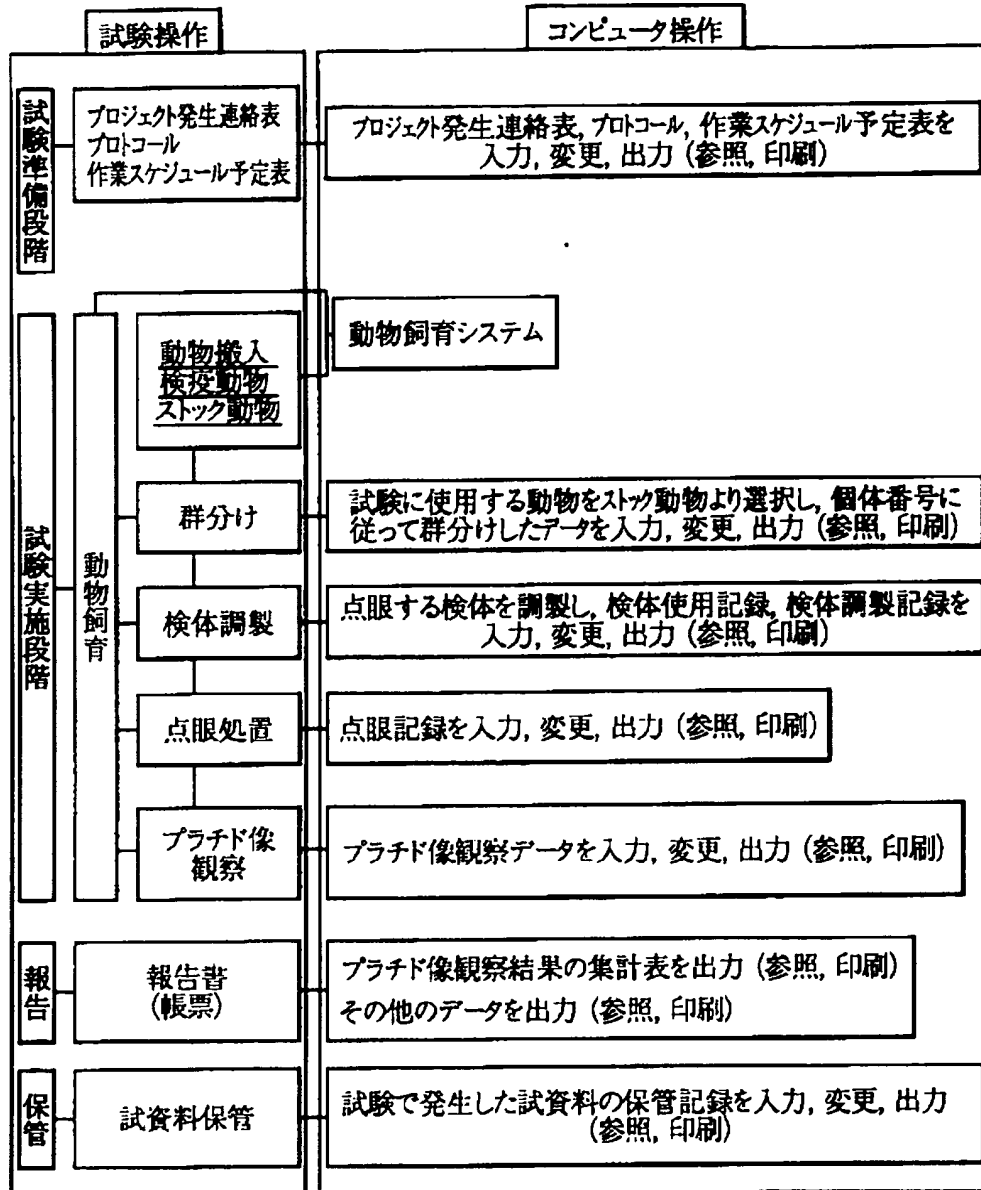 試験操作
コンピュータ操作
試験準備段階
プロジェクト発生連絡表
プロトコール
作業スケジュール予定表
プロジェクト発生連絡表, プロトコール, 作業スケジュール予定表を
入力, 変更, 出力 (参照, 印刷)
試験実施段階
動物飼育
動物搬入
検疫動物
ストック動物
動物飼育システム
群分け
試験に使用する動物をストック動物より選択し, 個体番号に
従って群分けしたデータを入力, 変更, 出力 (参照, 印刷)
検体調製
点眼する検体を調製し, 検体使用記録, 検体調製記録を
入力, 変更, 出力 (参照, 印刷)
点眼処置
点眼記録を入力, 変更, 出力 (参照, 印刷)
プラチド像
観察
プラチド像観察データを入力, 変更, 出力 (参照, 印刷)
報告
報告書
(帳票)
プラチド像観察結果の集計表を出力 (参照, 印刷)
その他のデータを出力 (参照, 印刷)
保管
試資料保管
試験で発生した試資料の保管記録を入力, 変更, 出力
(参照, 印刷)